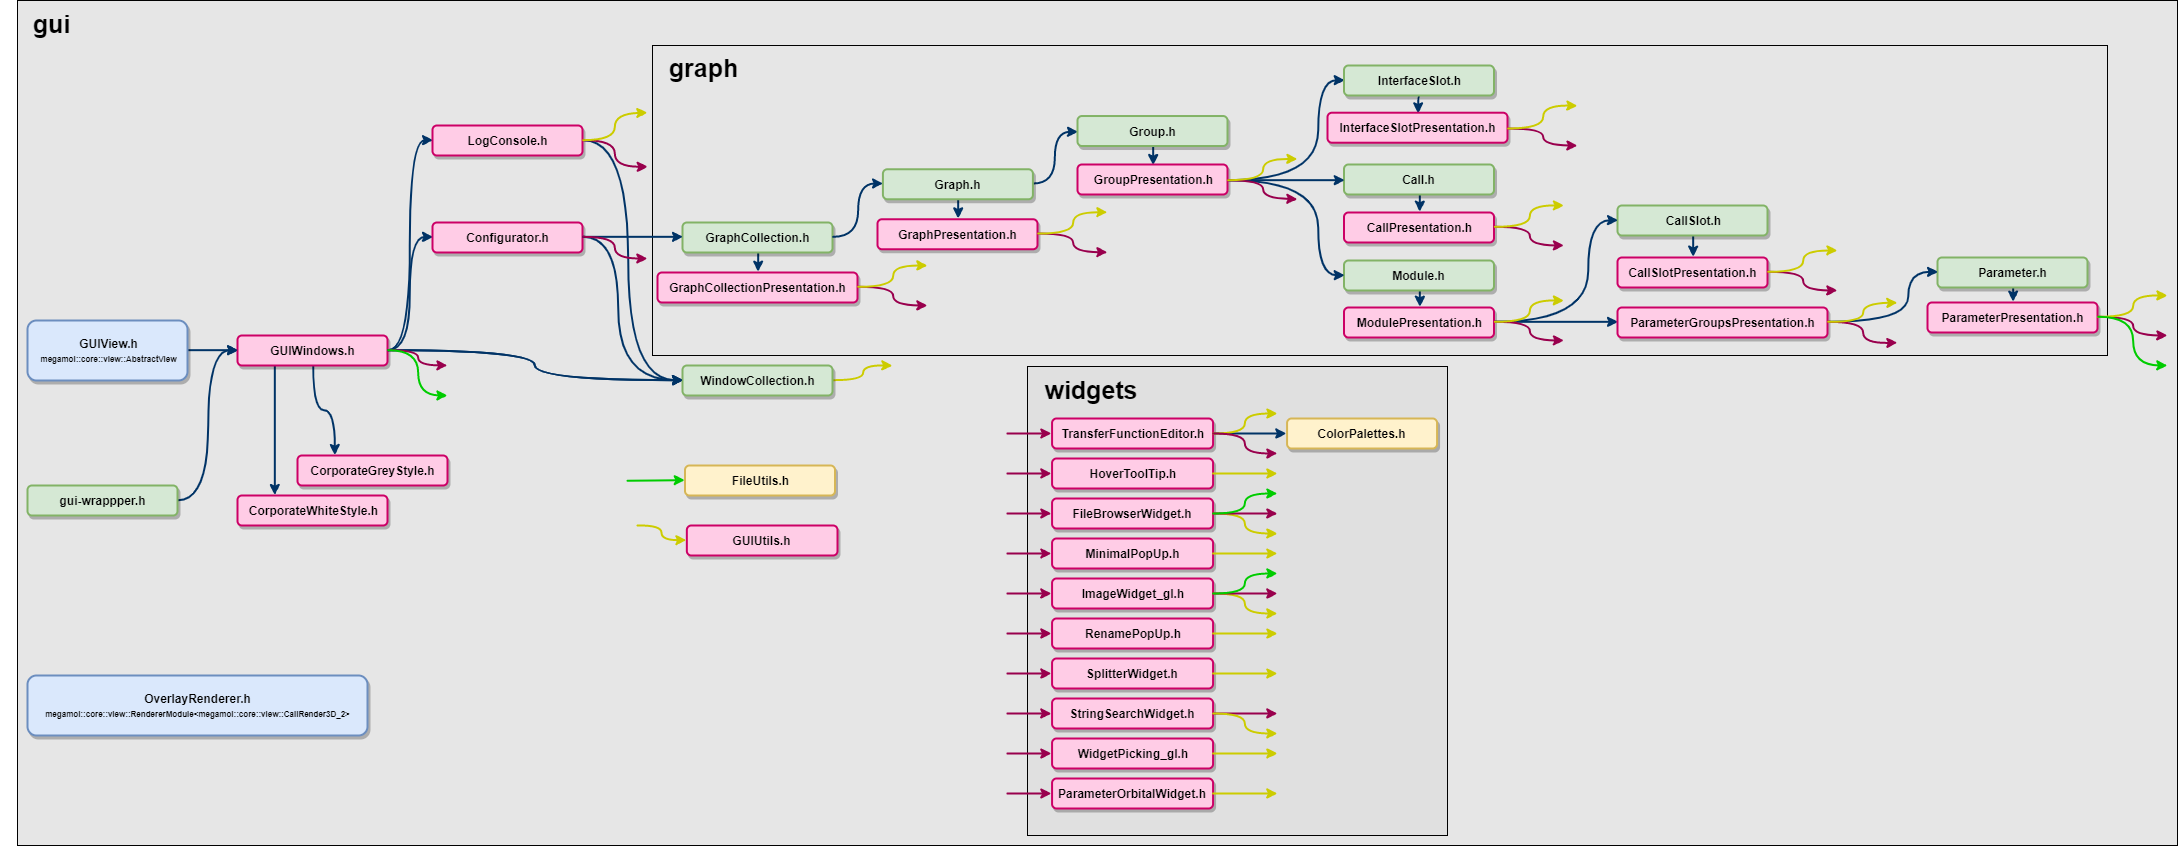 gui
graph
InterfaceSlot.h
InterfaceSlotPresentation.h
Group.h
GroupPresentation.h
LogConsole.h
Call.h
CallPresentation.h
Graph.h
GraphPresentation.h
Configurator.h
GraphCollection.h
GraphCollectionPresentation.h
Module.h
ModulePresentation.h
CallSlot.h
CallSlotPresentation.h
ParameterGroupsPresentation.h
Parameter.h
ParameterPresentation.h
GUIView.h
megamol::core::view::AbstractView
GUIWindows.h
WindowCollection.h
CorporateGreyStyle.h
CorporateWhiteStyle.h
gui-wrappper.h
FileUtils.h
GUIUtils.h
widgets
TransferFunctionEditor.h
ColorPalettes.h
HoverToolTip.h
FileBrowserWidget.h
MinimalPopUp.h
ImageWidget_gl.h
RenamePopUp.h
SplitterWidget.h
StringSearchWidget.h
WidgetPicking_gl.h
ParameterOrbitalWidget.h
OverlayRenderer.h
megamol::core::view::RendererModule<megamol::core::view::CallRender3D_2>